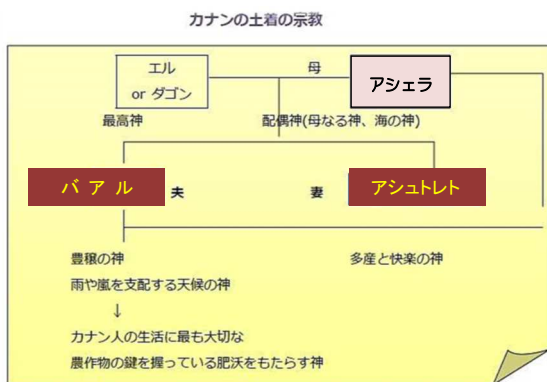 カナンの土着の宗教
エル
or ダゴン
母
アシェラ
最高神
配偶神(母なる神、海の神)
バアル
夫
妻
アシュトレト
豊穣の神
多産と快楽の神
雨や嵐を支配する天候の神
↓
カナン人の生活に最も大切な
農作物の鍵を握っている肥沃をもたらす神